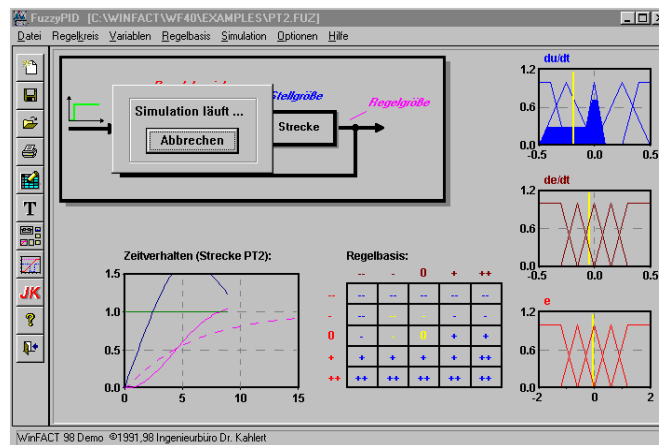 FuzzyPID [C:\WINFACT\WF40\EXAMPLES\PT2.FUZ]
Datei Regelkreis Variablen Regelbasis Simulation Optionen Hilfe
Stellgröße
Regelgröße
Simulation läuft ...
Abbrechen
Strecke
T
JK
?
du/dt
1.2
0.6
0.0
-0.5 0.0 0.5
de/dt
1.2
0.6
0.0
-0.5 0.0 0.5
e
1.2
0.6
0.0
-2 0 2
Zeitverhalten (Strecke PT2):
1.5
1.0
0.5
0.0
0 5 10 15
Regelbasis:
-- - 0 + ++
-- -- -- -- -- --
- -- -- -- - -
0 - - 0 + +
+ + + + ++ ++
++ ++ ++ ++ ++ ++
WinFACT 98 Demo ©1991,98 Ingenieurbüro Dr. Kahlert